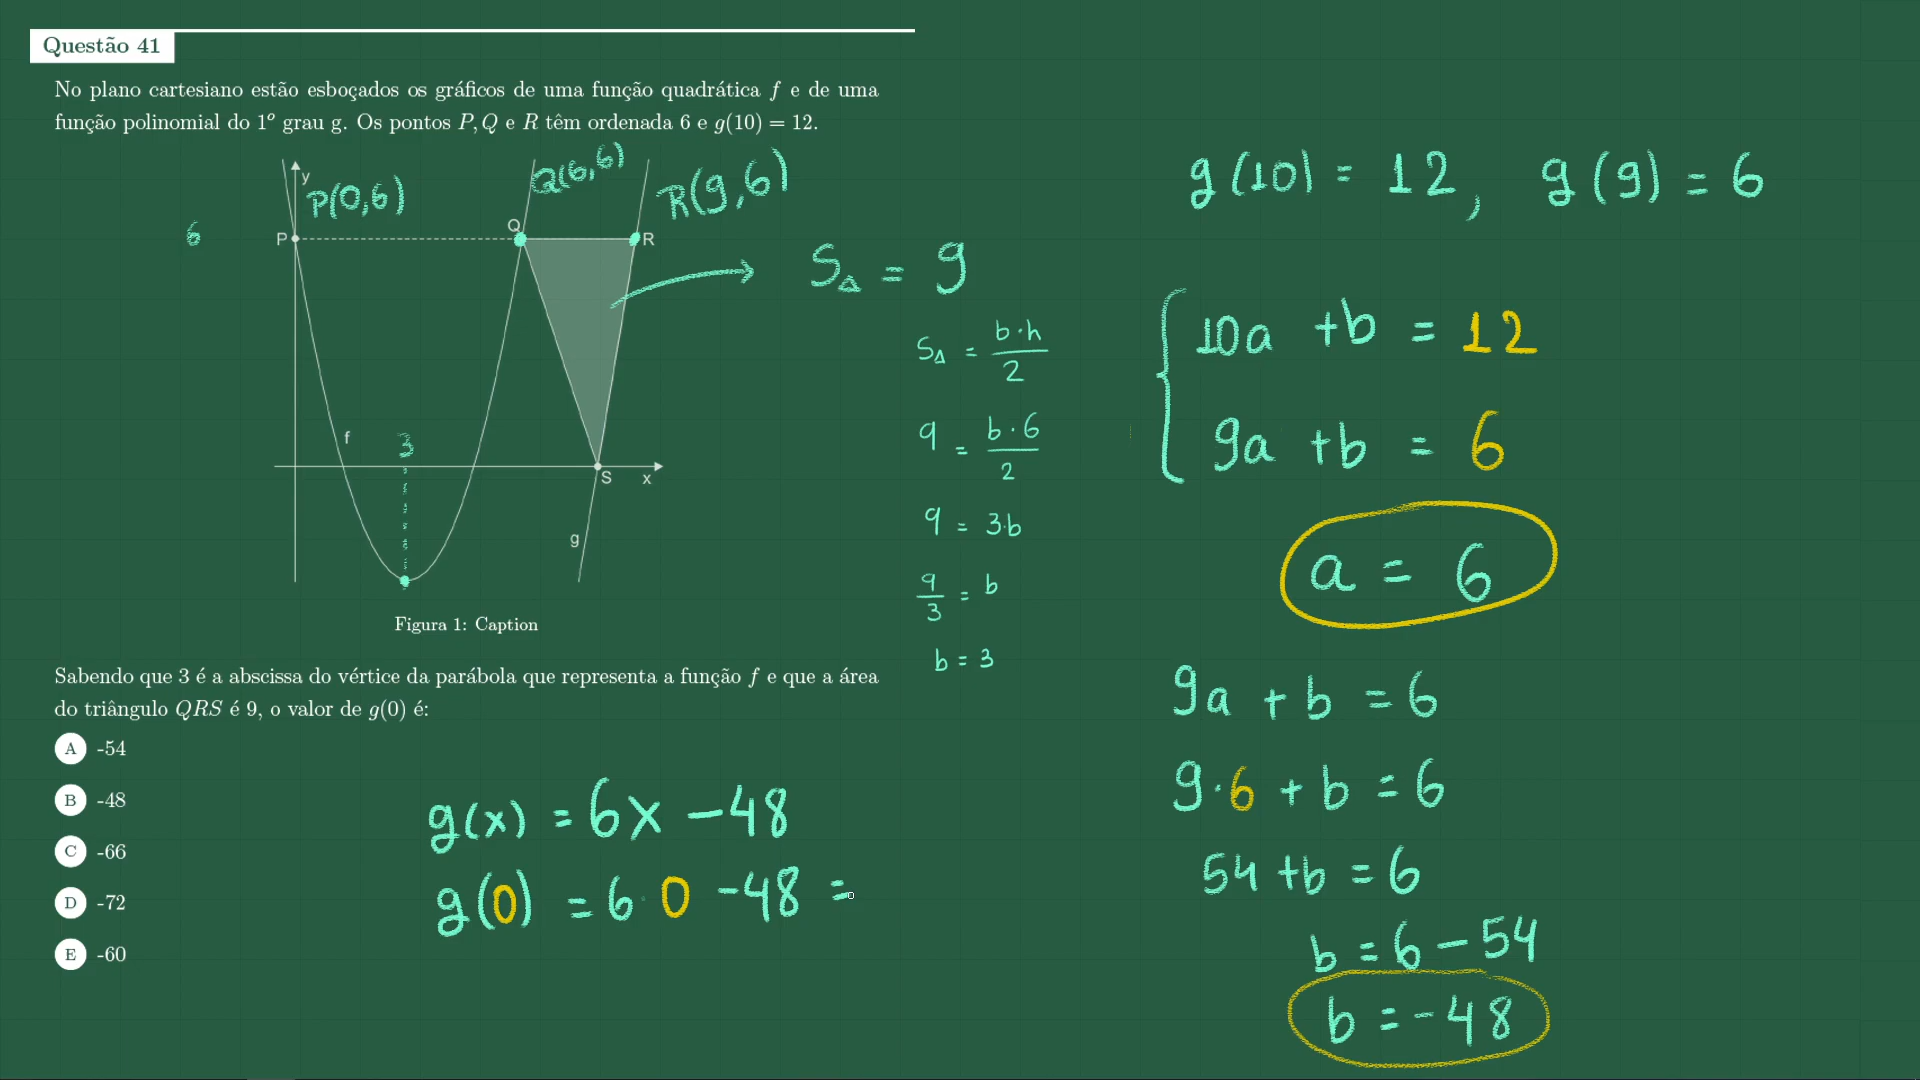 Questão 41
No plano cartesiano estão esboçados os gráficos de uma função quadrática f e de uma
função polinomial do 1º grau g. Os pontos P, Q e R têm ordenada 6 e g(10) = 12.
y
P(0,6)
Q(6,6)
R(9,6)
6
P
Q
R
f
3
S
x
g
Figura 1: Caption
S△ = 9
S△ = b·h/2
9 = b·6/2
9 = 3·b
9/3 = b
b = 3
Sabendo que 3 é a abscissa do vértice da parábola que representa a função f e que a área
do triângulo QRS é 9, o valor de g(0) é:
A -54
B -48
C -66
D -72
E -60
g(x) = 6x - 48
g(0) = 6·0 - 48 =
g(10) = 12, g(9) = 6
10a + b = 12
9a + b = 6
a = 6
9a + b = 6
9·6 + b = 6
54 + b = 6
b = 6 - 54
b = -48